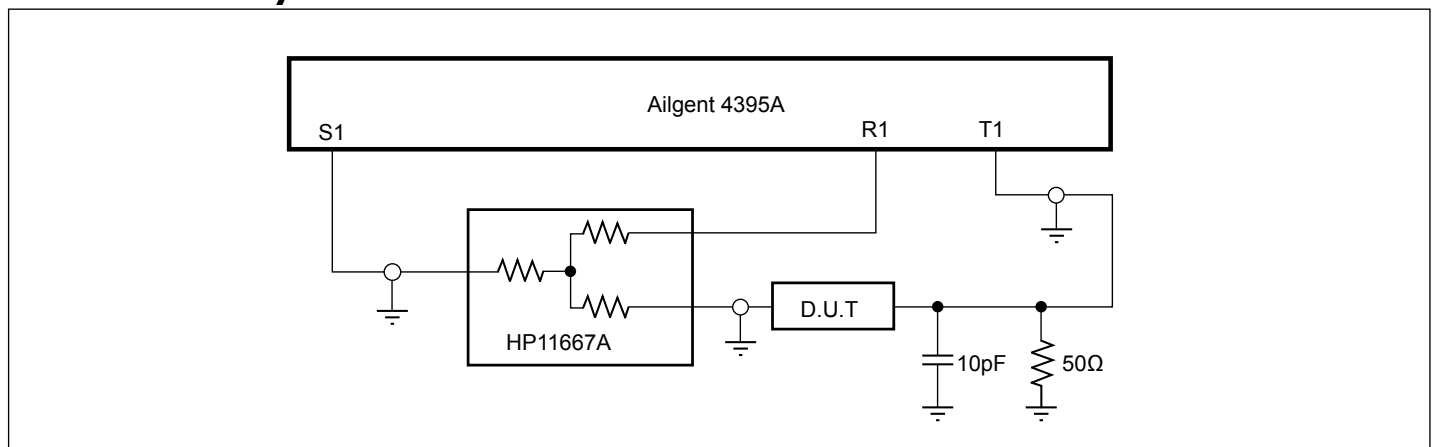 Ailgent 4395A
S1
R1
T1
D.U.T
HP11667A
10pF
50Ω